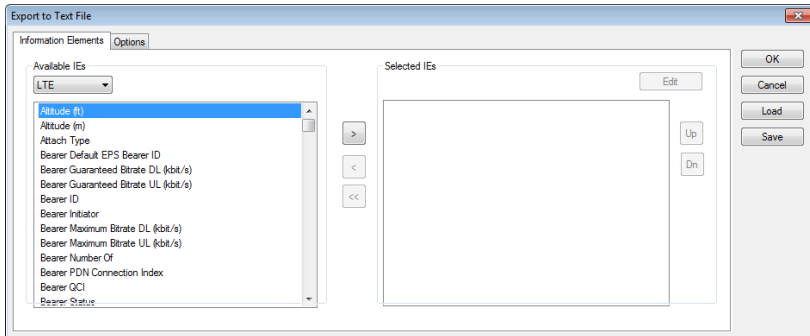 Export to Text File
Information Elements
Options
Available IEs
LTE
Altitude (ft)
Altitude (m)
Attach Type
Bearer Default EPS Bearer ID
Bearer Guaranteed Bitrate DL (kbit/s)
Bearer Guaranteed Bitrate UL (kbit/s)
Bearer ID
Bearer Initiator
Bearer Maximum Bitrate DL (kbit/s)
Bearer Maximum Bitrate UL (kbit/s)
Bearer Number Of
Bearer PDN Connection Index
Bearer QCI
Bearer Status
>
<
<<
Selected IEs
Edit
Up
Dn
OK
Cancel
Load
Save